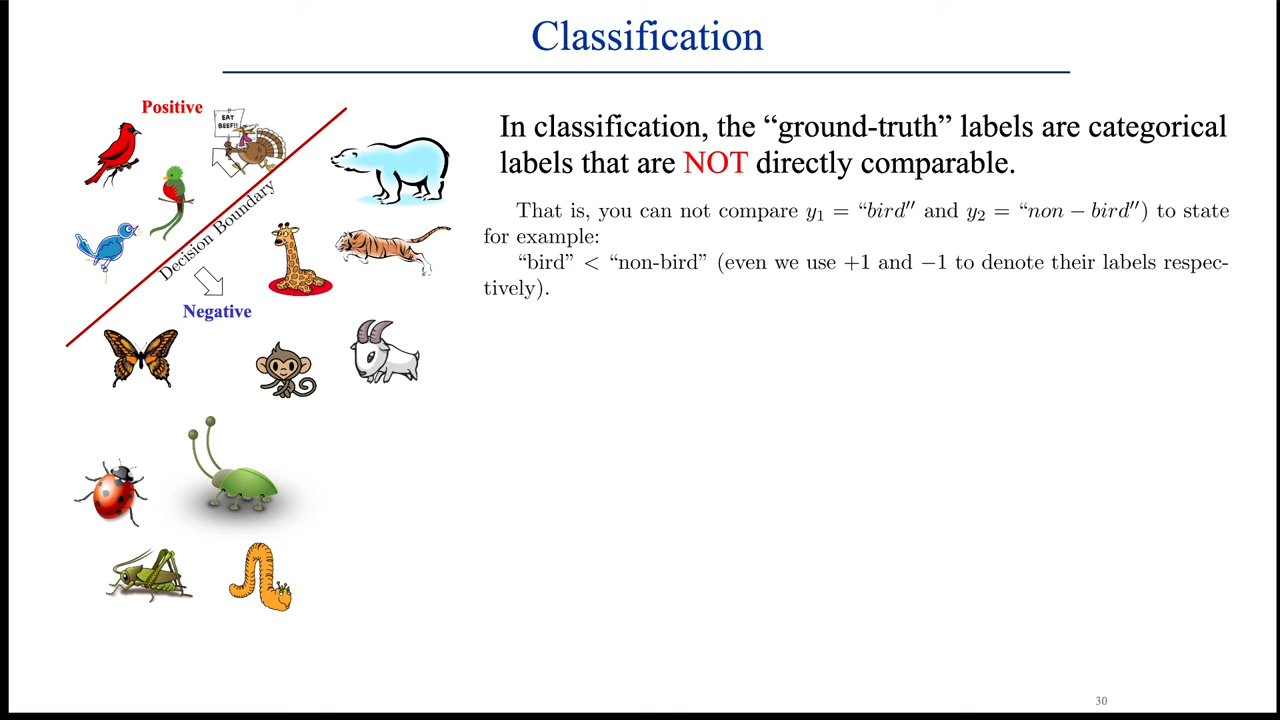 Classification
Positive
EAT
BEEF!!
Decision Boundary
Negative
In classification, the “ground-truth” labels are categorical
labels that are NOT directly comparable.
That is, you can not compare y₁ = “bird″ and y₂ = “non − bird″) to state
for example:
“bird” < “non-bird” (even we use +1 and −1 to denote their labels respec-
tively).
30